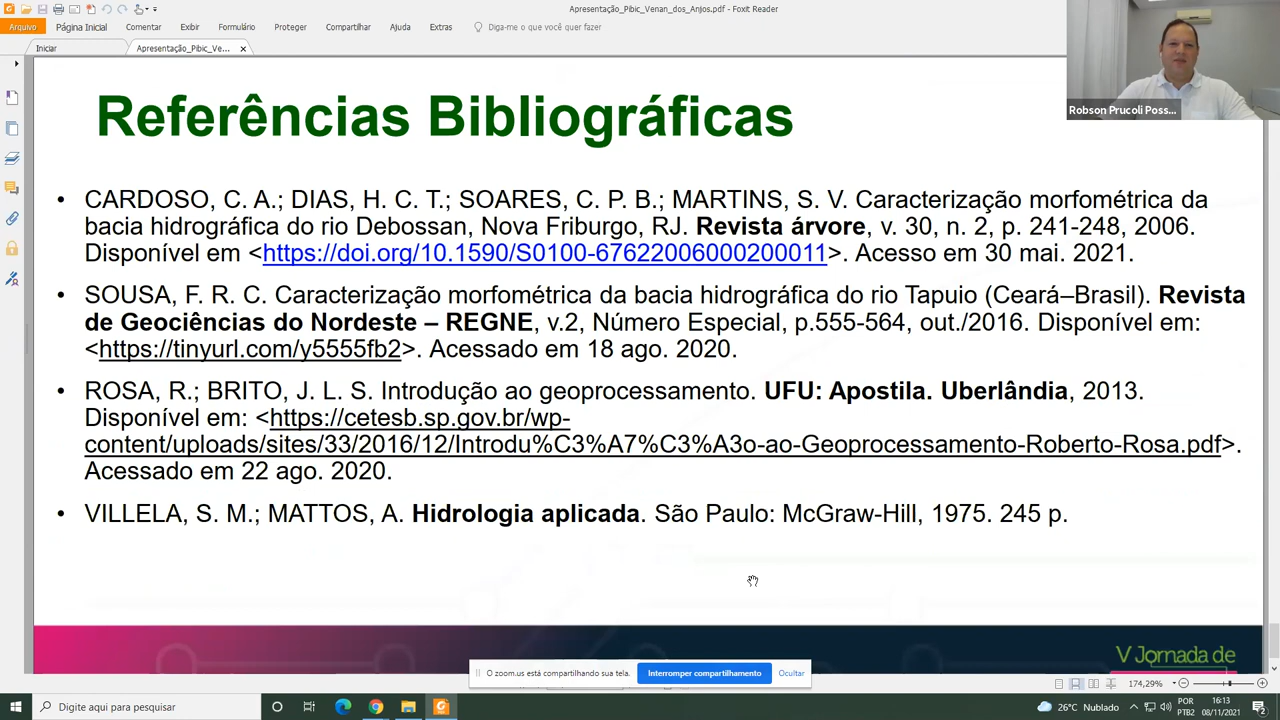 Apresentação_Pibic_Venan_dos_Anjos.pdf - Foxit Reader
Arquivo Página Inicial Comentar Exibir Formulário Proteger Compartilhar Ajuda Extras Diga-me o que você quer fazer
Iniciar Apresentação_Pibic_Ve...
Robson Prucoli Poss...
Referências Bibliográficas
• CARDOSO, C. A.; DIAS, H. C. T.; SOARES, C. P. B.; MARTINS, S. V. Caracterização morfométrica da
bacia hidrográfica do rio Debossan, Nova Friburgo, RJ. Revista árvore, v. 30, n. 2, p. 241-248, 2006.
Disponível em <https://doi.org/10.1590/S0100-67622006000200011>. Acesso em 30 mai. 2021.
• SOUSA, F. R. C. Caracterização morfométrica da bacia hidrográfica do rio Tapuio (Ceará–Brasil). Revista
de Geociências do Nordeste – REGNE, v.2, Número Especial, p.555-564, out./2016. Disponível em:
<https://tinyurl.com/y5555fb2>. Acessado em 18 ago. 2020.
• ROSA, R.; BRITO, J. L. S. Introdução ao geoprocessamento. UFU: Apostila. Uberlândia, 2013.
Disponível em: <https://cetesb.sp.gov.br/wp-
content/uploads/sites/33/2016/12/Introdu%C3%A7%C3%A3o-ao-Geoprocessamento-Roberto-Rosa.pdf>.
Acessado em 22 ago. 2020.
• VILLELA, S. M.; MATTOS, A. Hidrologia aplicada. São Paulo: McGraw-Hill, 1975. 245 p.
V Jornada de
O zoom.us está compartilhando sua tela. Interromper compartilhamento Ocultar
174,29%
Digite aqui para pesquisar
26°C Nublado
POR
PTB2
16:13
08/11/2021
2